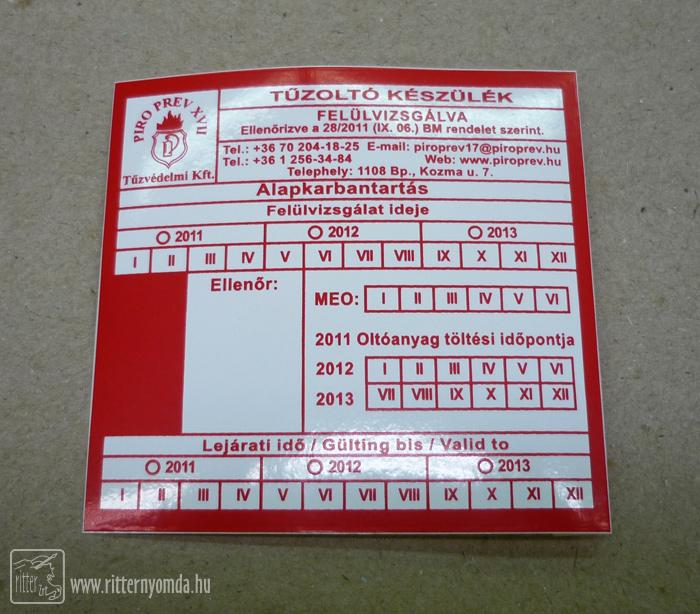 PIRO PREV XVII
Tűzvédelmi Kft.
TŰZOLTÓ KÉSZÜLÉK
FELÜLVIZSGÁLVA
Ellenőrizve a 28/2011 (IX. 06.) BM rendelet szerint.
Tel.: +36 70 204-18-25 E-mail: piroprev17@piroprev.hu
Tel.: +36 1 256-34-84 Web: www.piroprev.hu
Telephely: 1108 Bp., Kozma u. 7.
Alapkarbantartás
Felülvizsgálat ideje
2011 2012 2013
I II III IV V VI VII VIII IX X XI XII
Ellenőr:
MEO: I II III IV V VI
2011 Oltóanyag töltési időpontja
2012 I II III IV V VI
2013 VII VIII IX X XI XII
Lejárati idő / Gülting bis / Valid to
2011 2012 2013
I II III IV V VI VII VIII IX X XI XII
ritter
www.ritternyomda.hu